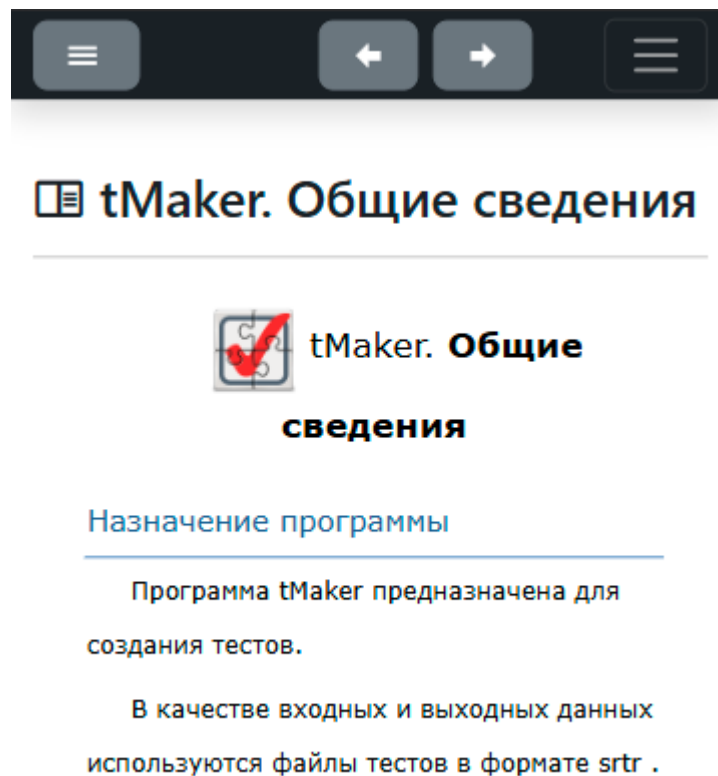 tMaker. Общие сведения
tMaker. Общие
сведения
Назначение программы
Программа tMaker предназначена для
создания тестов.
В качестве входных и выходных данных
используются файлы тестов в формате srtr .